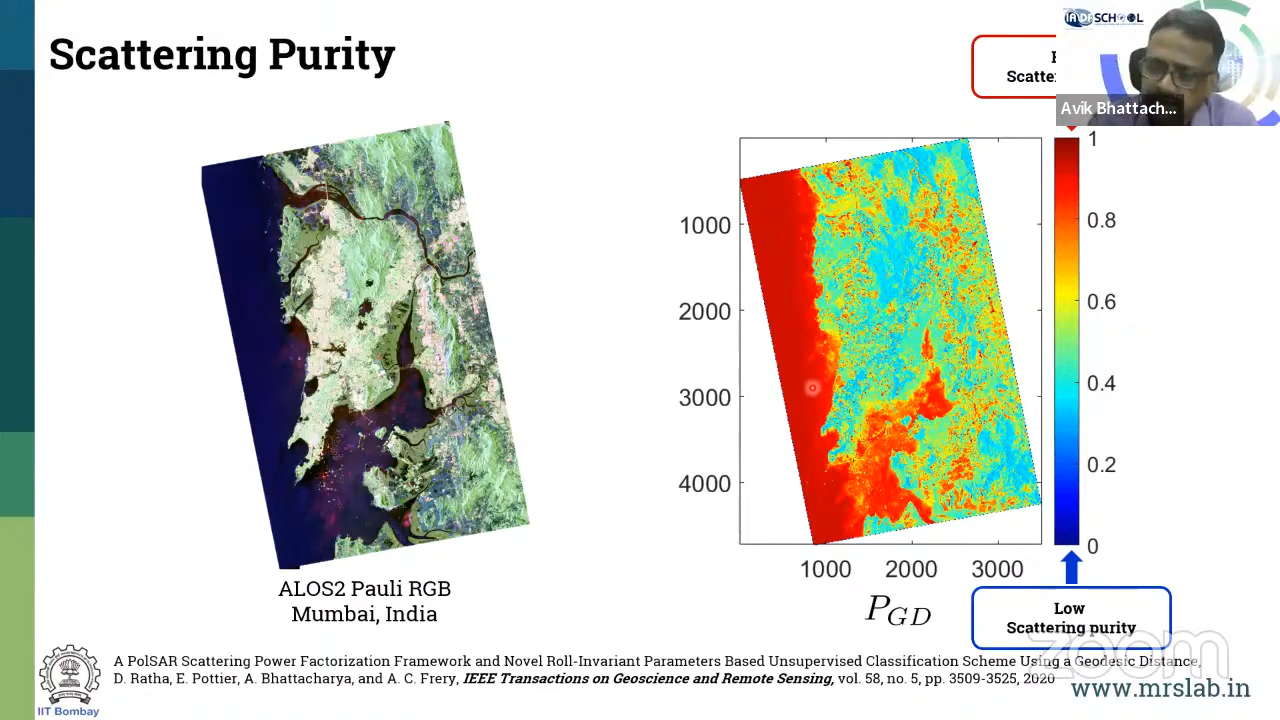 Scattering Purity
IADF SCHOOL
Avik Bhattach...
1
0.8
0.6
0.4
0.2
0
1000
2000
3000
4000
1000 2000 3000
P_GD
ALOS2 Pauli RGB
Mumbai, India
Low
Scattering purity
zoom
A PolSAR Scattering Power Factorization Framework and Novel Roll-Invariant Parameters Based Unsupervised Classification Scheme Using a Geodesic Distance,
D. Ratha, E. Pottier, A. Bhattacharya, and A. C. Frery, IEEE Transactions on Geoscience and Remote Sensing, vol. 58, no. 5, pp. 3509-3525, 2020
www.mrslab.in
IIT Bombay